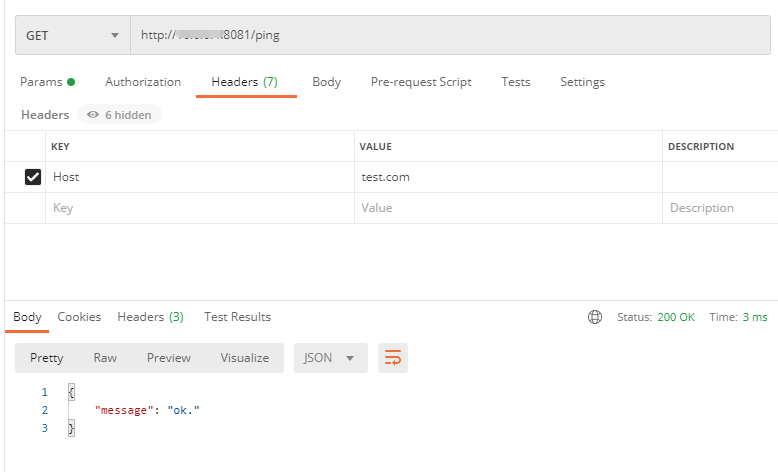 GET http:// 8081/ping
Params Authorization Headers (7) Body Pre-request Script Tests Settings
Headers 6 hidden
KEY VALUE DESCRIPTION
Host test.com
Key Value Description
Body Cookies Headers (3) Test Results Status: 200 OK Time: 3 ms
Pretty Raw Preview Visualize JSON
1 {
2 "message": "ok."
3 }